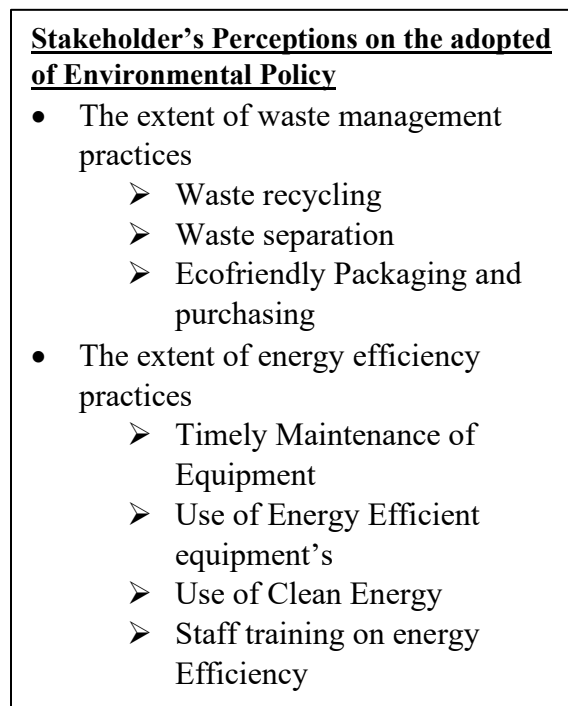 Stakeholder’s Perceptions on the adopted
of Environmental Policy
• The extent of waste management
practices
➢ Waste recycling
➢ Waste separation
➢ Ecofriendly Packaging and
purchasing
• The extent of energy efficiency
practices
➢ Timely Maintenance of
Equipment
➢ Use of Energy Efficient
equipment’s
➢ Use of Clean Energy
➢ Staff training on energy
Efficiency